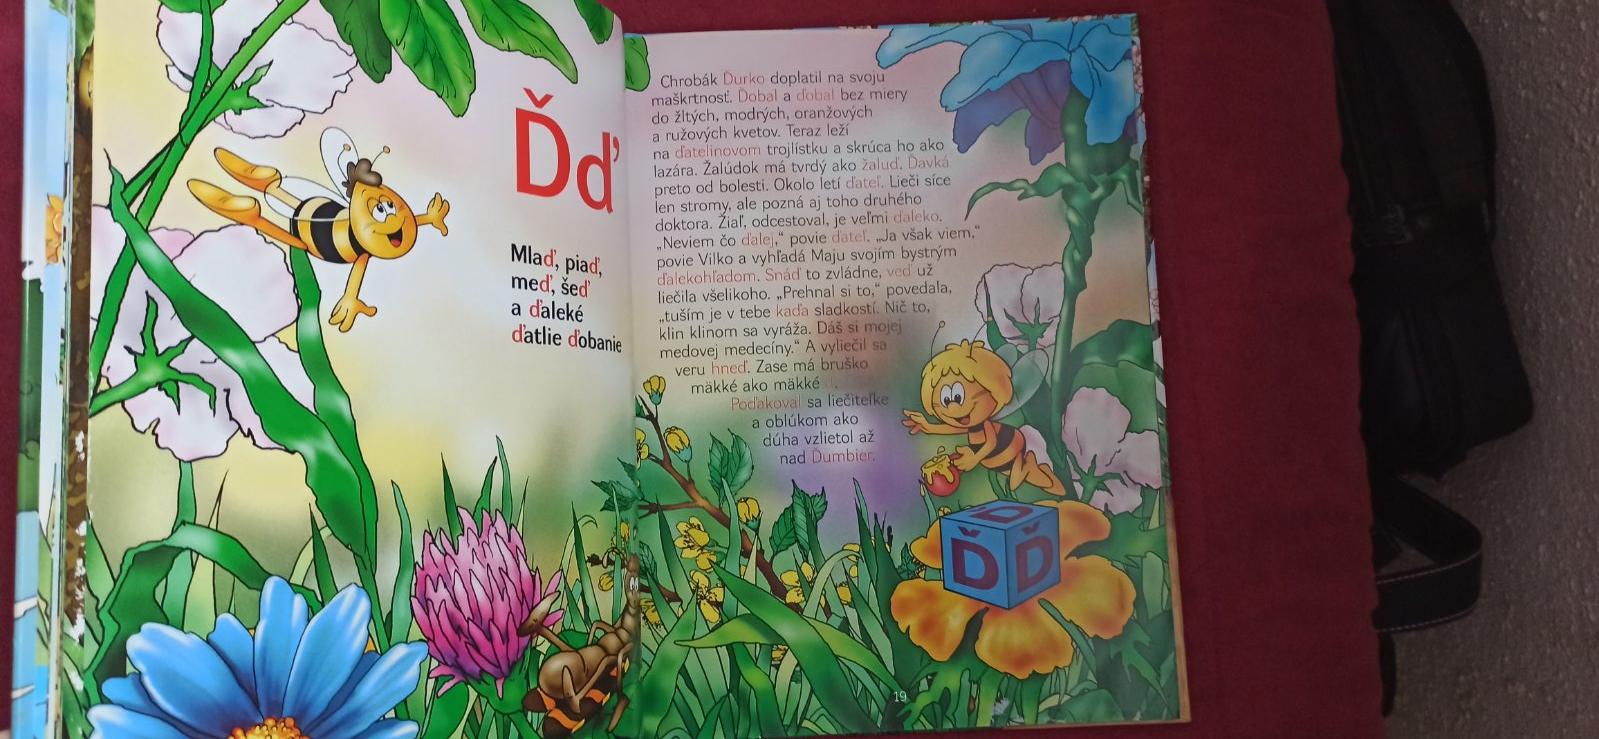 Ďď
Mlaď, piaď,
meď, šeď
a ďaleké
ďatlie ďobanie
Chrobák Ďurko doplatil na svoju
maškrtnosť. Ďobal a ďobal bez miery
do žltých, modrých, oranžových
a ružových kvetov. Teraz leží
na ďatelinovom trojlístku a skrúca ho ako
lazára. Žalúdok má tvrdý ako žaluď. Ďavká
preto od bolesti. Okolo letí ďateľ. Lieči síce
len stromy, ale pozná aj toho druhého
doktora. Žiaľ, odcestoval, je veľmi ďaleko.
„Neviem čo ďalej,“ povie ďateľ. „Ja však viem,“
povie Vilko a vyhľadá Maju svojím bystrým
ďalekohľadom. Snáď to zvládne, veď už
liečila všelikoho. „Prehnal si to,“ povedala,
„tuším je v tebe kaďa sladkostí. Nič to,
klin klinom sa vyráža. Dáš si mojej
medovej medecíny.“ A vyliečil sa
veru hneď. Zase má bruško
mäkké ako mäkké
Poďakoval sa liečiteľke
a oblúkom ako
dúha vzlietol až
nad Ďumbier.
Ď
Ď Ď
19